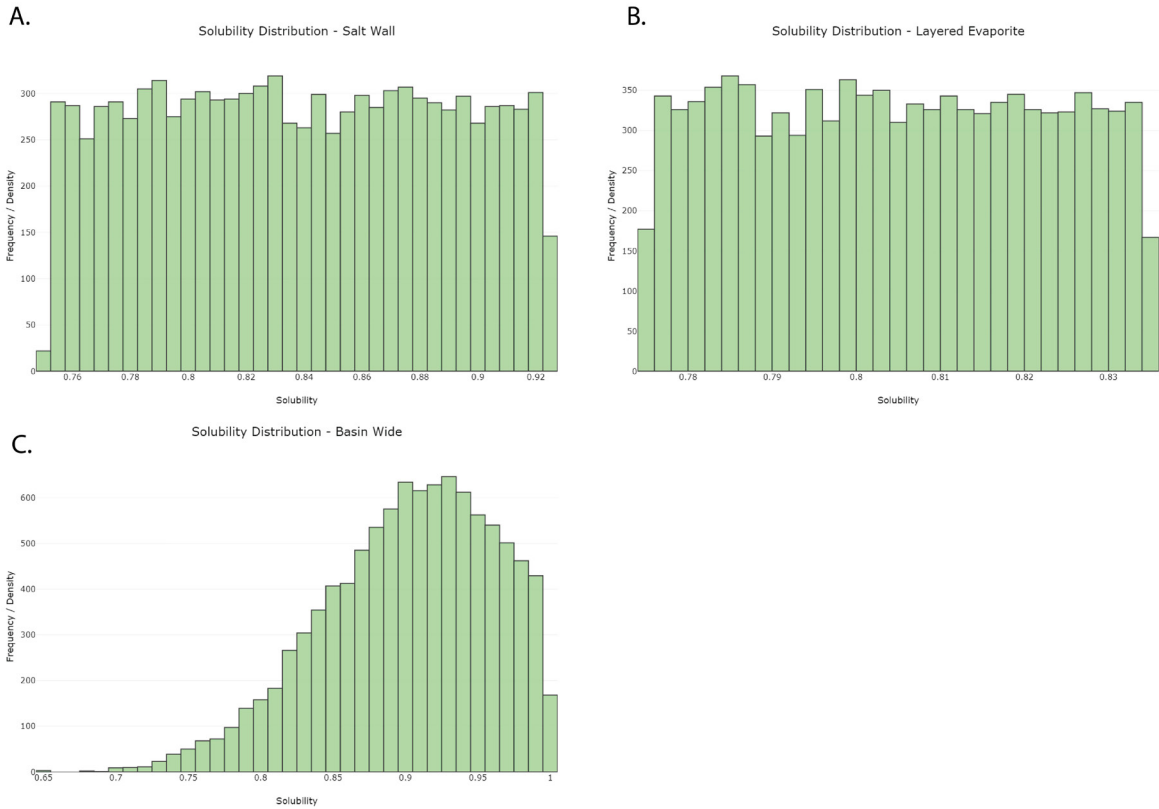 A.
Solubility Distribution - Salt Wall
Frequency / Density
300
250
200
150
100
50
0
0.76 0.78 0.8 0.82 0.84 0.86 0.88 0.9 0.92
Solubility
B.
Solubility Distribution - Layered Evaporite
Frequency / Density
350
300
250
200
150
100
50
0
0.78 0.79 0.8 0.81 0.82 0.83
Solubility
C.
Solubility Distribution - Basin Wide
Frequency / Density
600
500
400
300
200
100
0
0.65 0.7 0.75 0.8 0.85 0.9 0.95 1
Solubility